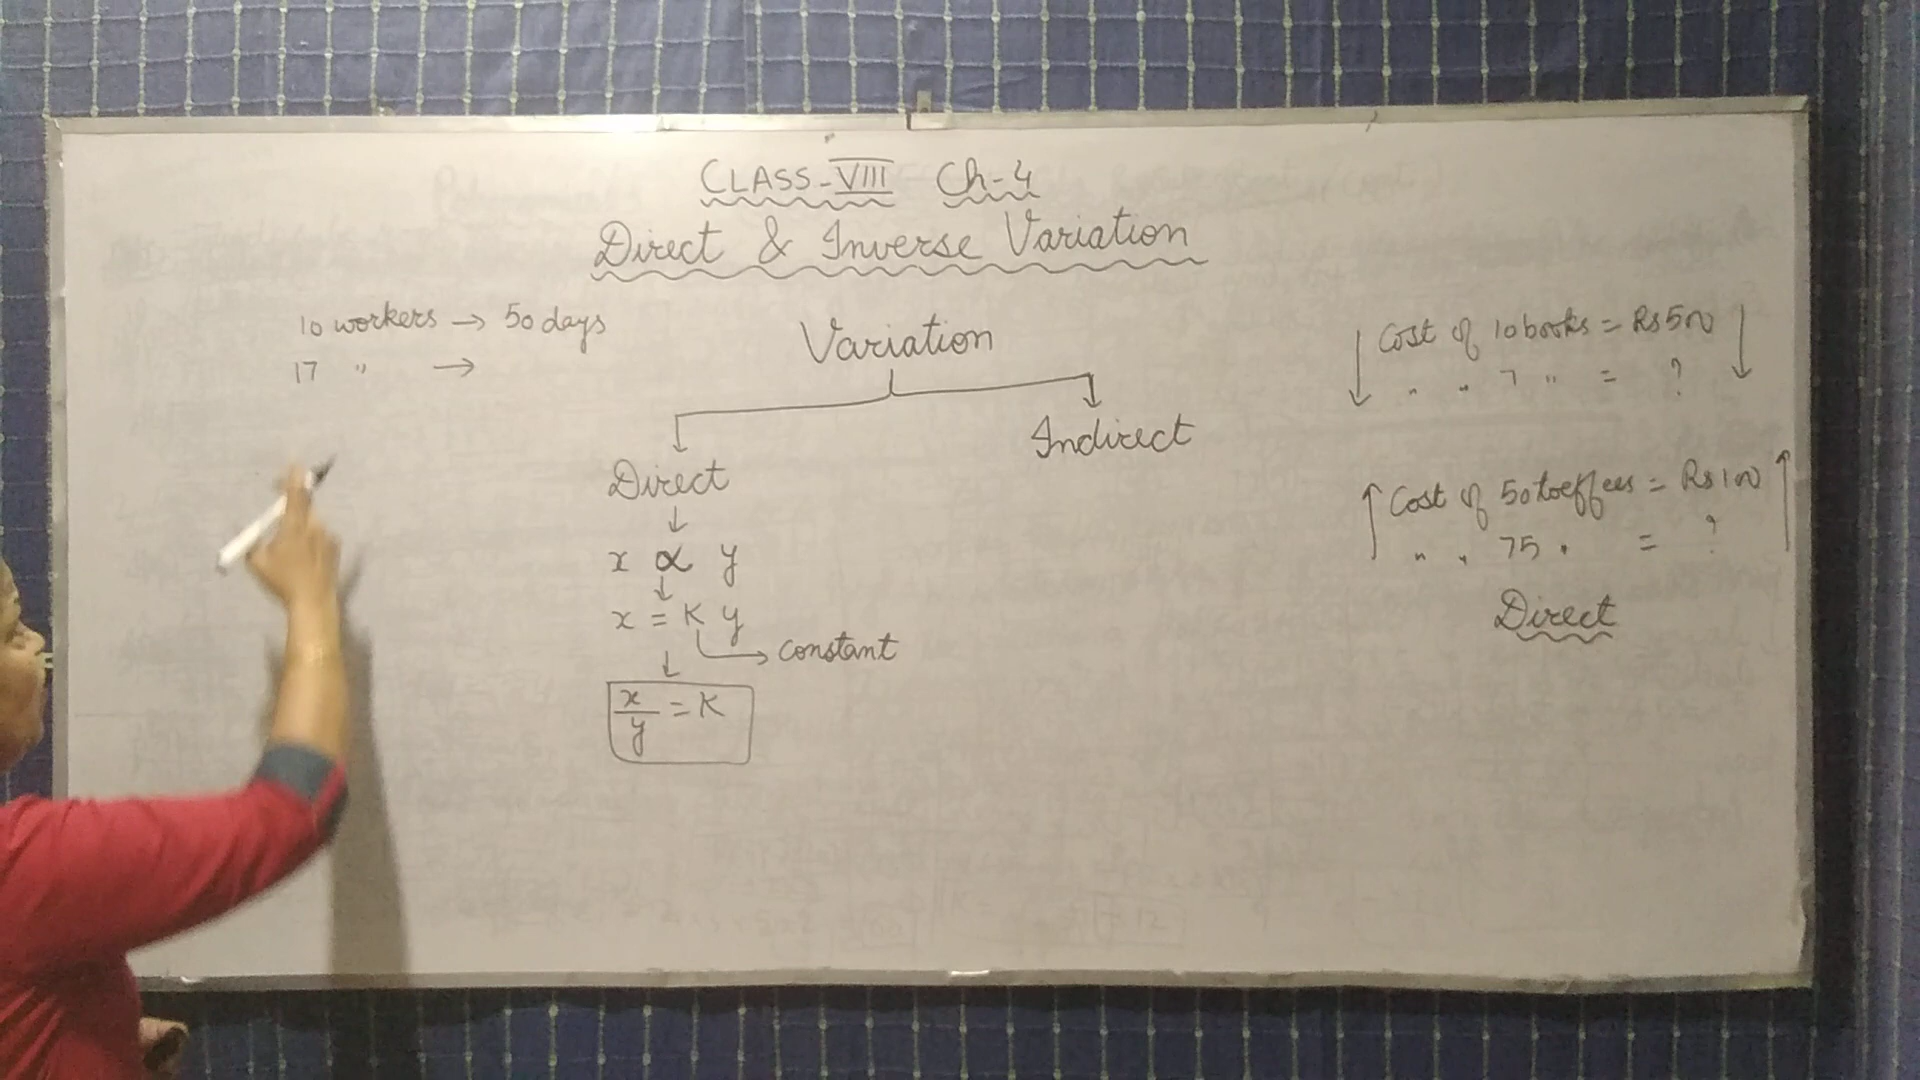 CLASS-VIII Ch-4
Direct & Inverse Variation
10 workers → 50 days
17 " →
Variation
Direct
Indirect
x ∝ y
x = K y
constant
x/y = K
Cost of 10 books = Rs 500
" " 7 " = ?
Cost of 50 toeffees = Rs 100
" " 75 " = ?
Direct